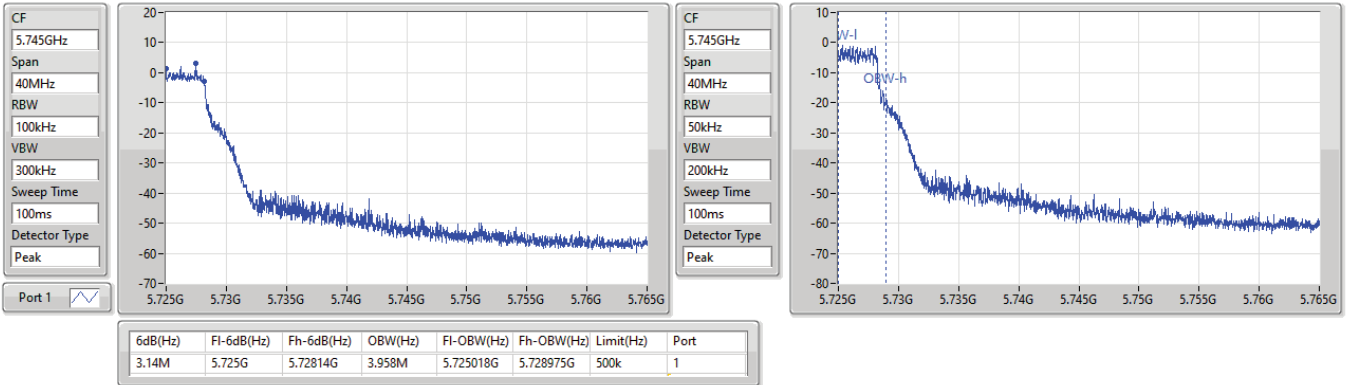 CF
5.745GHz
Span
40MHz
RBW
100kHz
VBW
300kHz
Sweep Time
100ms
Detector Type
Peak
Port 1
20-
10-
0-
-10-
-20-
-30-
-40-
-50-
-60-
-70-
5.725G 5.73G 5.735G 5.74G 5.745G 5.75G 5.755G 5.76G 5.765G
CF
5.745GHz
Span
40MHz
RBW
50kHz
VBW
200kHz
Sweep Time
100ms
Detector Type
Peak
10-
0-
-10-
-20-
-30-
-40-
-50-
-60-
-70-
-80-
W-l
OBW-h
5.725G 5.73G 5.735G 5.74G 5.745G 5.75G 5.755G 5.76G 5.765G
6dB(Hz) Fl-6dB(Hz) Fh-6dB(Hz) OBW(Hz) Fl-OBW(Hz) Fh-OBW(Hz) Limit(Hz) Port
3.14M 5.725G 5.72814G 3.958M 5.725018G 5.728975G 500k 1